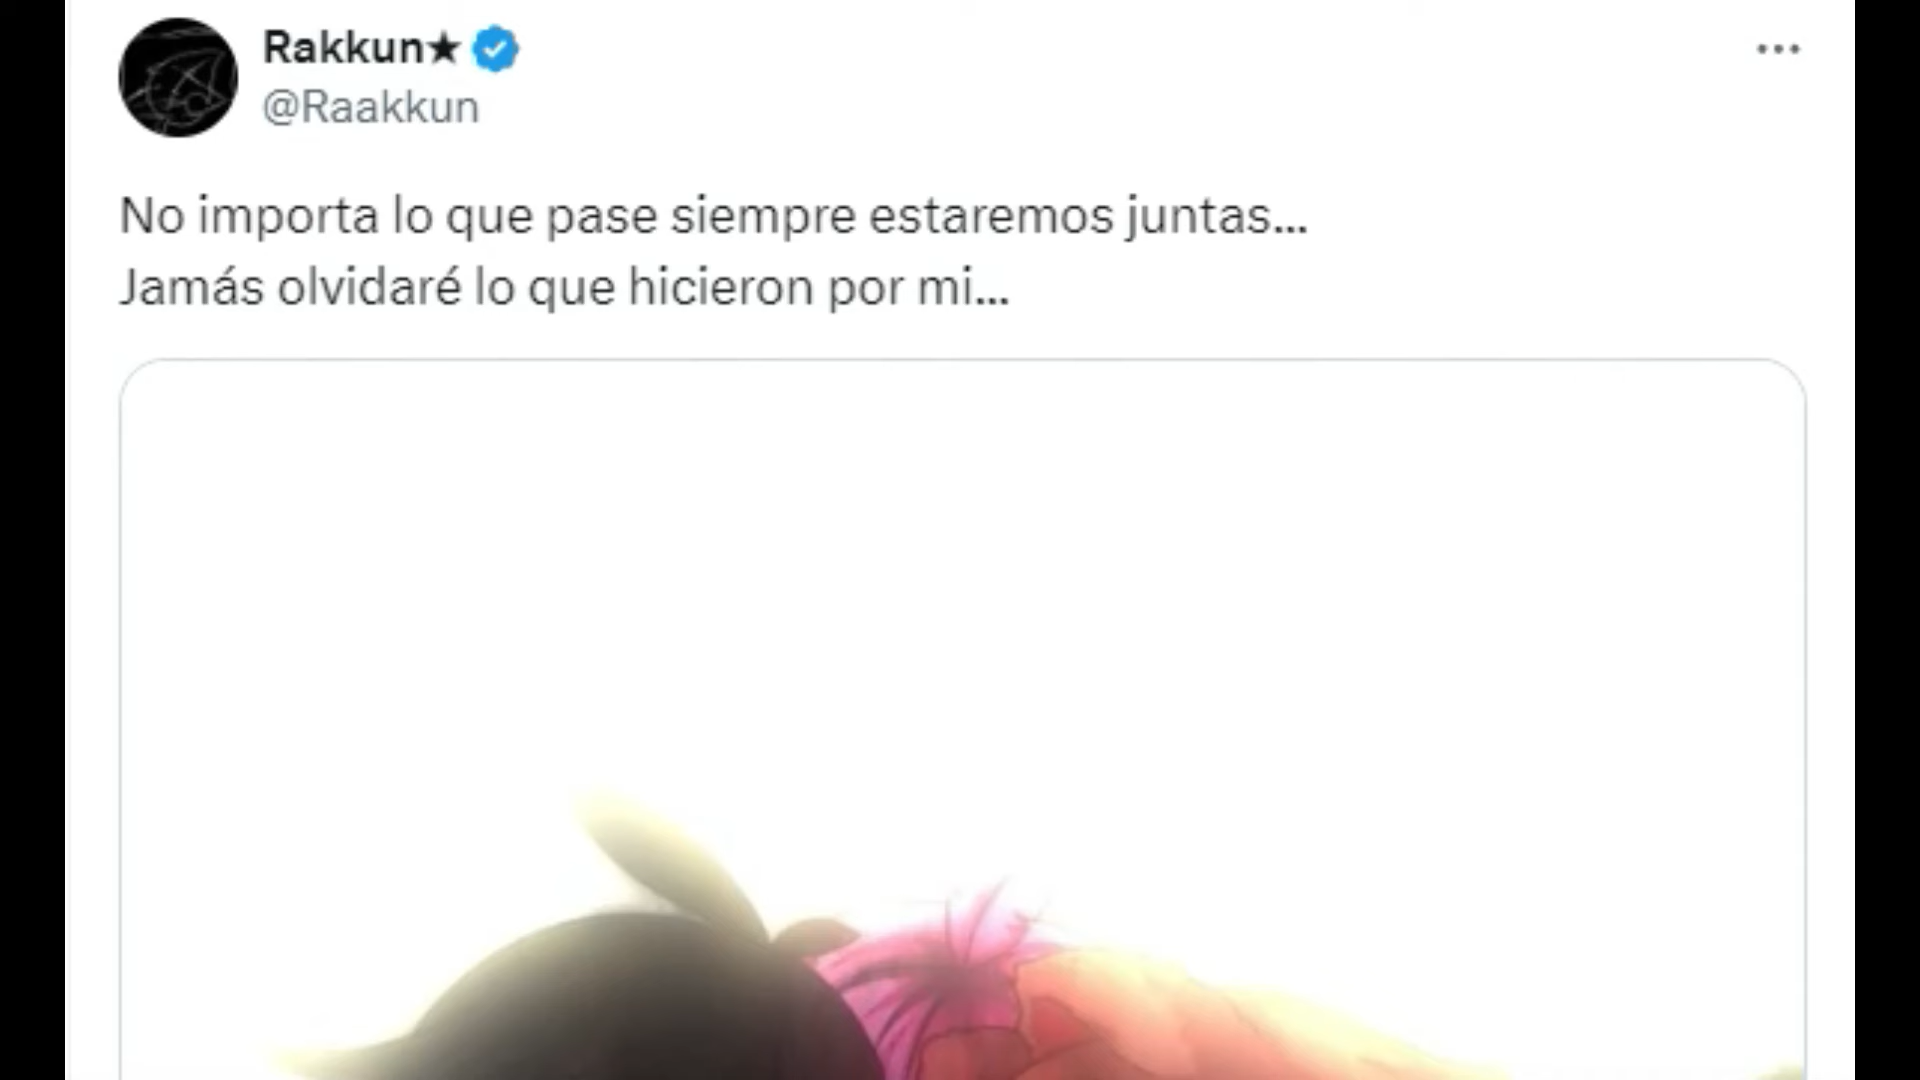 Rakkun★
@Raakkun
No importa lo que pase siempre estaremos juntas...
Jamás olvidaré lo que hicieron por mi...